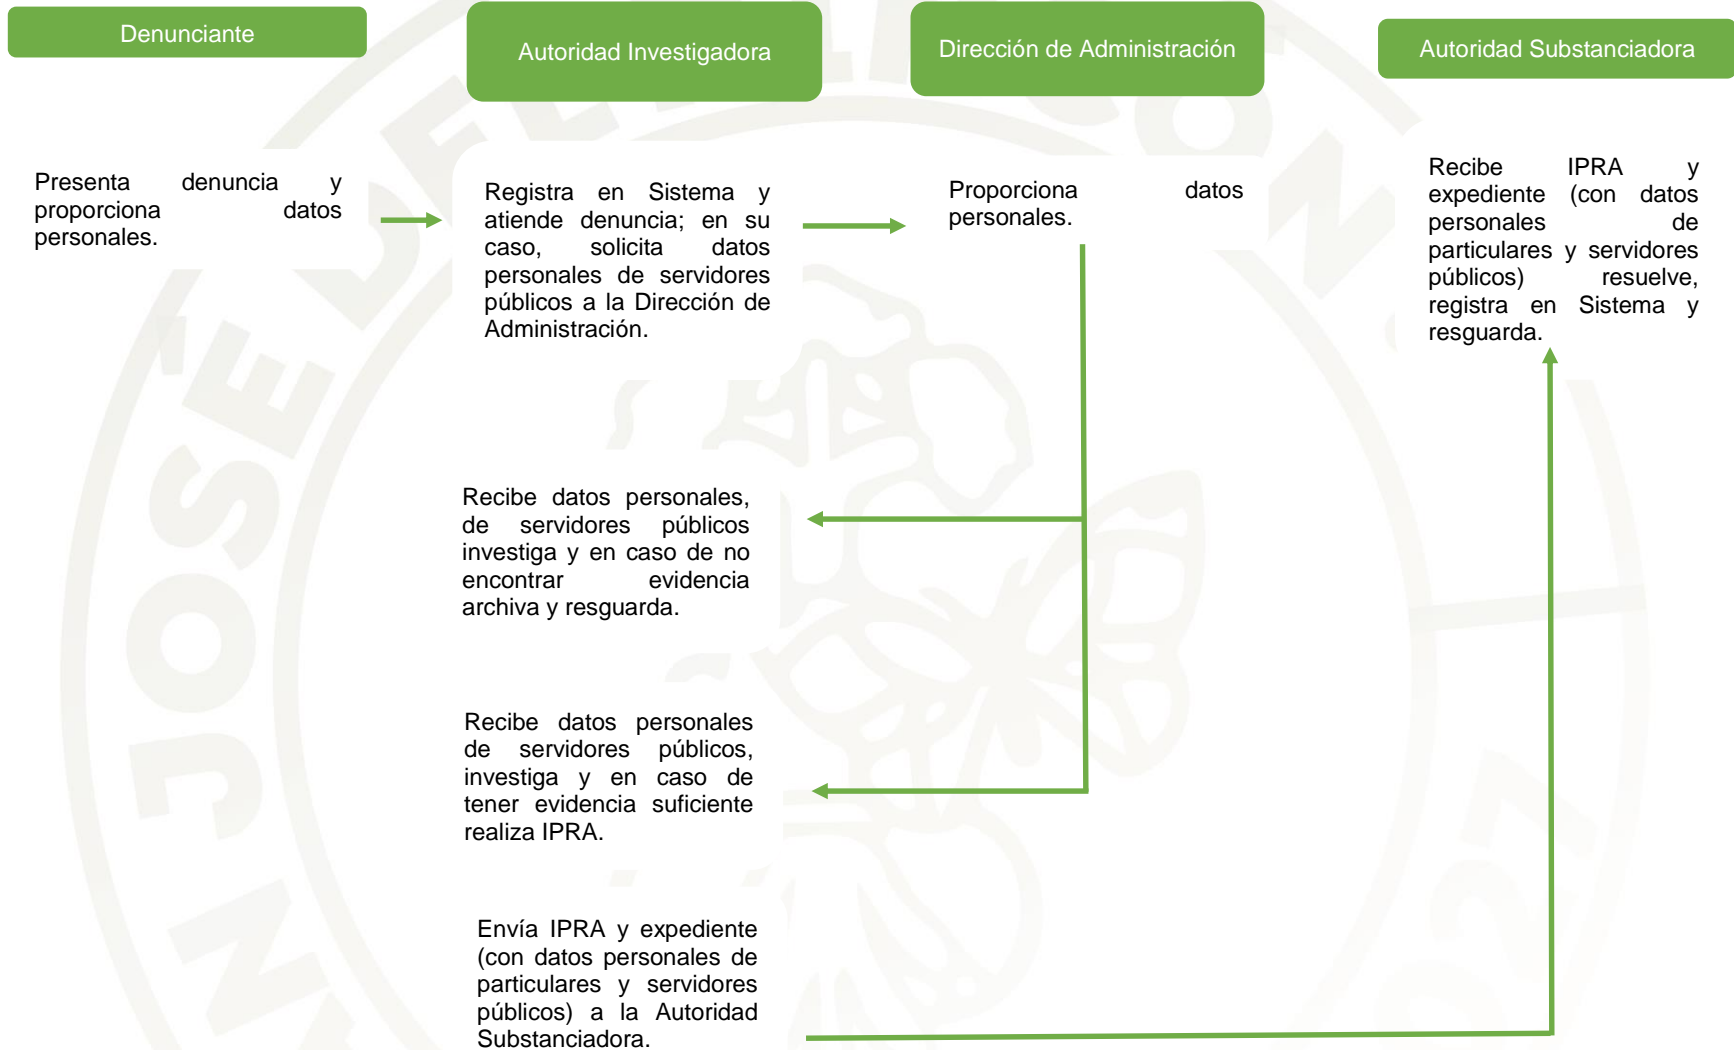 Denunciante
Autoridad Investigadora
Dirección de Administración
Autoridad Substanciadora
Presenta denuncia y
proporciona datos
personales.
Registra en Sistema y
atiende denuncia; en su
caso, solicita datos
personales de servidores
públicos a la Dirección de
Administración.
Proporciona datos
personales.
Recibe IPRA y
expediente (con datos
personales de
particulares y servidores
públicos) resuelve,
registra en Sistema y
resguarda.
Recibe datos personales,
de servidores públicos
investiga y en caso de no
encontrar evidencia
archiva y resguarda.
Recibe datos personales
de servidores públicos,
investiga y en caso de
tener evidencia suficiente
realiza IPRA.
Envía IPRA y expediente
(con datos personales de
particulares y servidores
públicos) a la Autoridad
Substanciadora.
JOSÉ